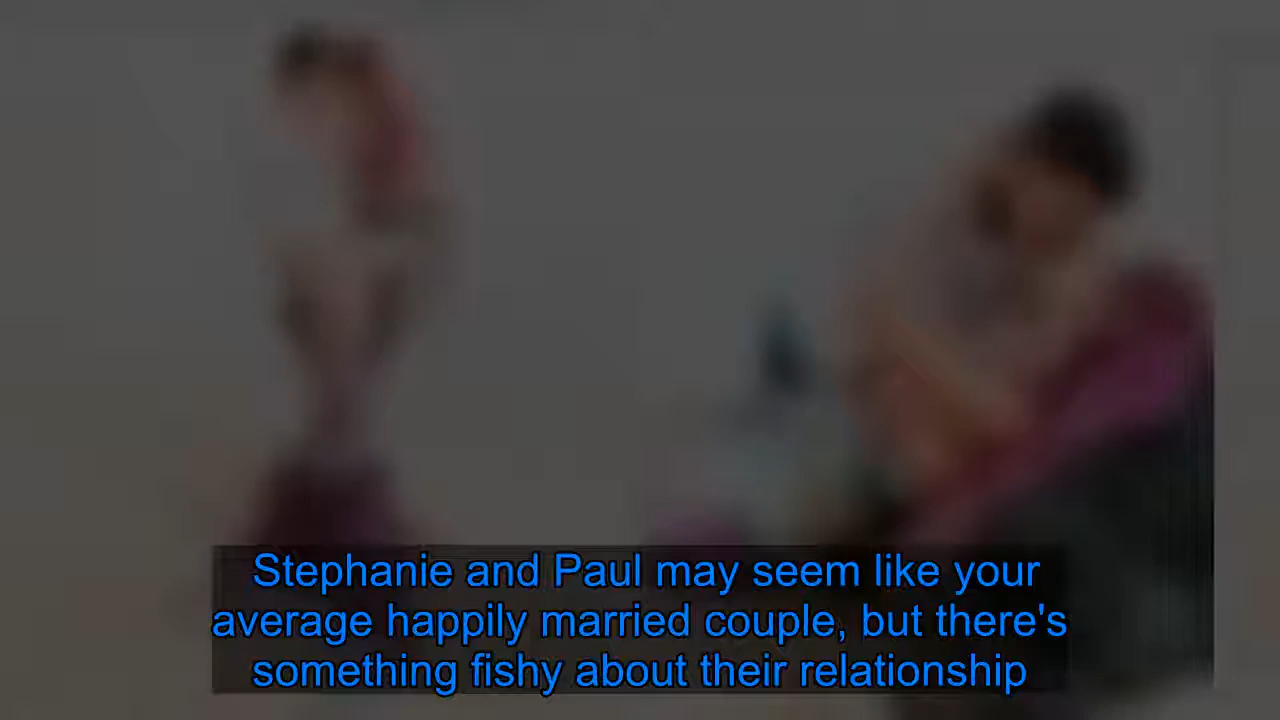 Stephanie and Paul may seem like your
average happily married couple, but there's
something fishy about their relationship